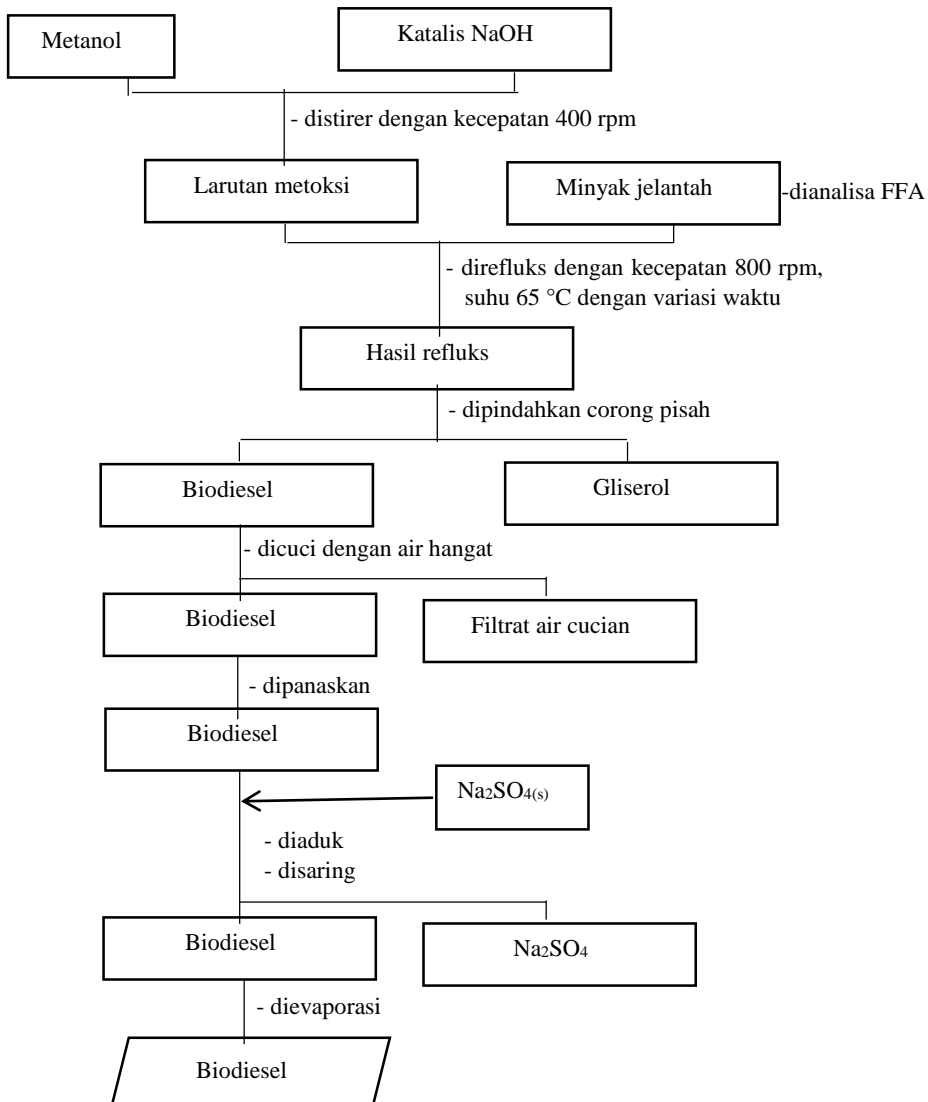 Metanol
Katalis NaOH
- distirer dengan kecepatan 400 rpm
Larutan metoksi
Minyak jelantah
-dianalisa FFA
- direfluks dengan kecepatan 800 rpm,
suhu 65 °C dengan variasi waktu
Hasil refluks
- dipindahkan corong pisah
Biodiesel
Gliserol
- dicuci dengan air hangat
Biodiesel
Filtrat air cucian
- dipanaskan
Biodiesel
Na₂SO₄₍ₛ₎
- diaduk
- disaring
Biodiesel
Na₂SO₄
- dievaporasi
Biodiesel